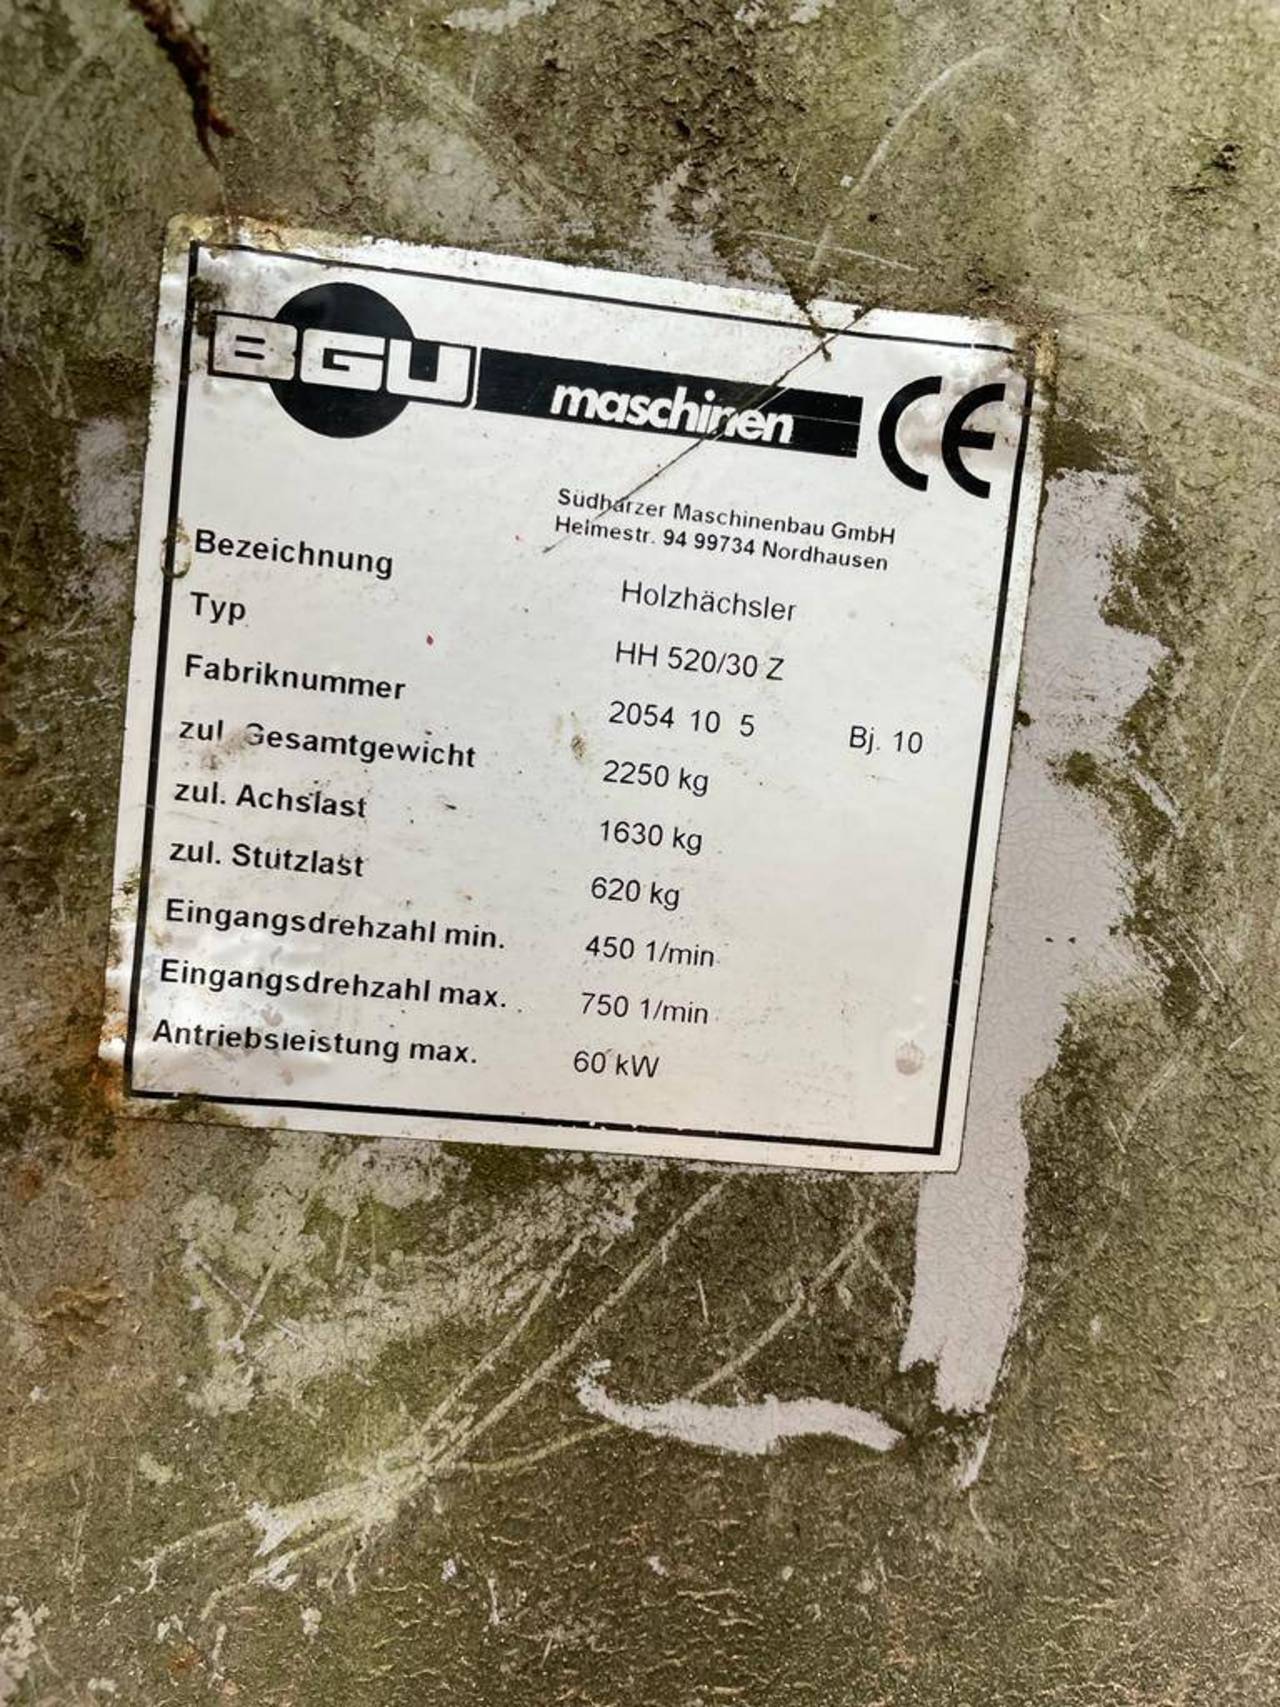 BGU maschinen CE
Südharzer Maschinenbau GmbH
Helmestr. 94 99734 Nordhausen
Bezeichnung Holzhächsler
Typ HH 520/30 Z
Fabriknummer 2054 10 5 Bj. 10
zul. Gesamtgewicht 2250 kg
zul. Achslast 1630 kg
zul. Stützlast 620 kg
Eingangsdrehzahl min. 450 1/min
Eingangsdrehzahl max. 750 1/min
Antriebsleistung max. 60 kW